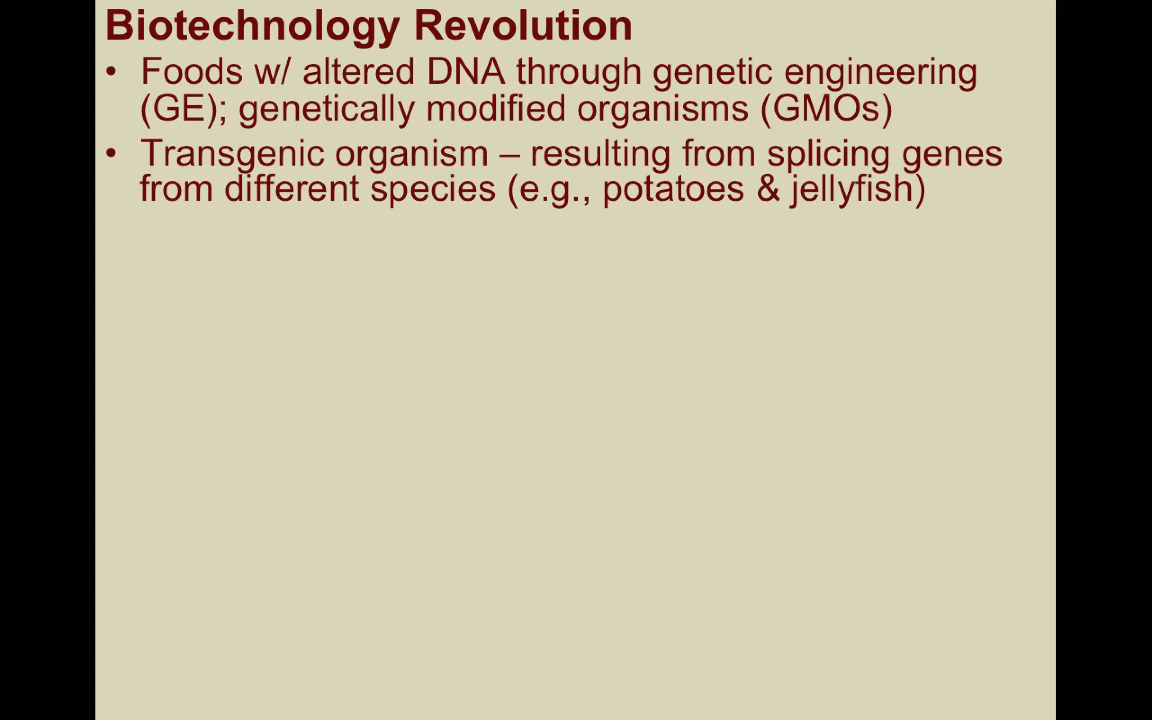 Biotechnology Revolution
• Foods w/ altered DNA through genetic engineering
(GE); genetically modified organisms (GMOs)
• Transgenic organism – resulting from splicing genes
from different species (e.g., potatoes & jellyfish)